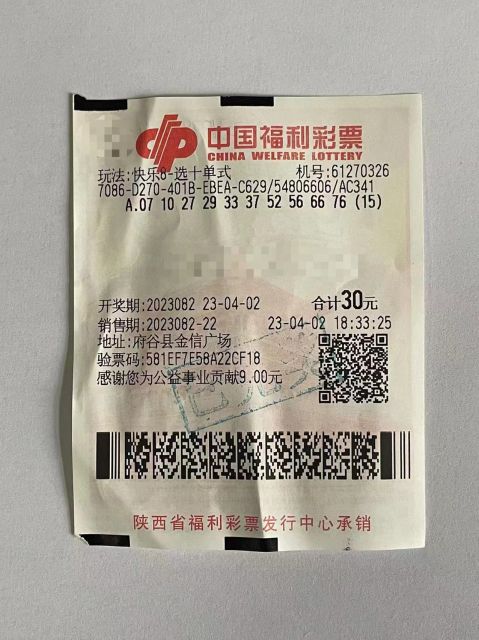 中国福利彩票
CHINA WELFARE LOTTERY
玩法:快乐8-选十单式 机号:61270326
7086-D270-401B-EBEA-C629/54806606/AC341
A.07 10 27 29 33 37 52 56 66 76 (15)
开奖期:2023082 23-04-02 合计30元
销售期:2023082-22 23-04-02 18:33:25
地址:府谷县金信广场
验票码:581EF7E58A22CF18
感谢您为公益事业贡献9.00元
陕西省福利彩票发行中心承销